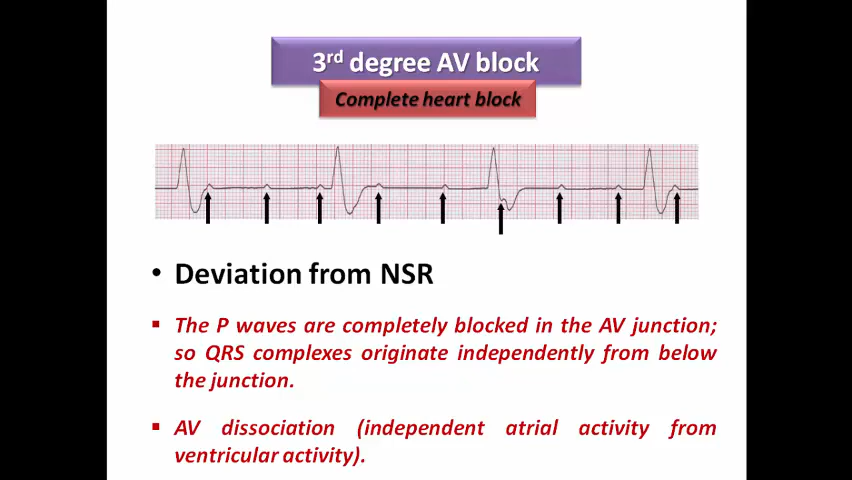 3rd degree AV block
Complete heart block
• Deviation from NSR
▪ The P waves are completely blocked in the AV junction;
so QRS complexes originate independently from below
the junction.
▪ AV dissociation (independent atrial activity from
ventricular activity).